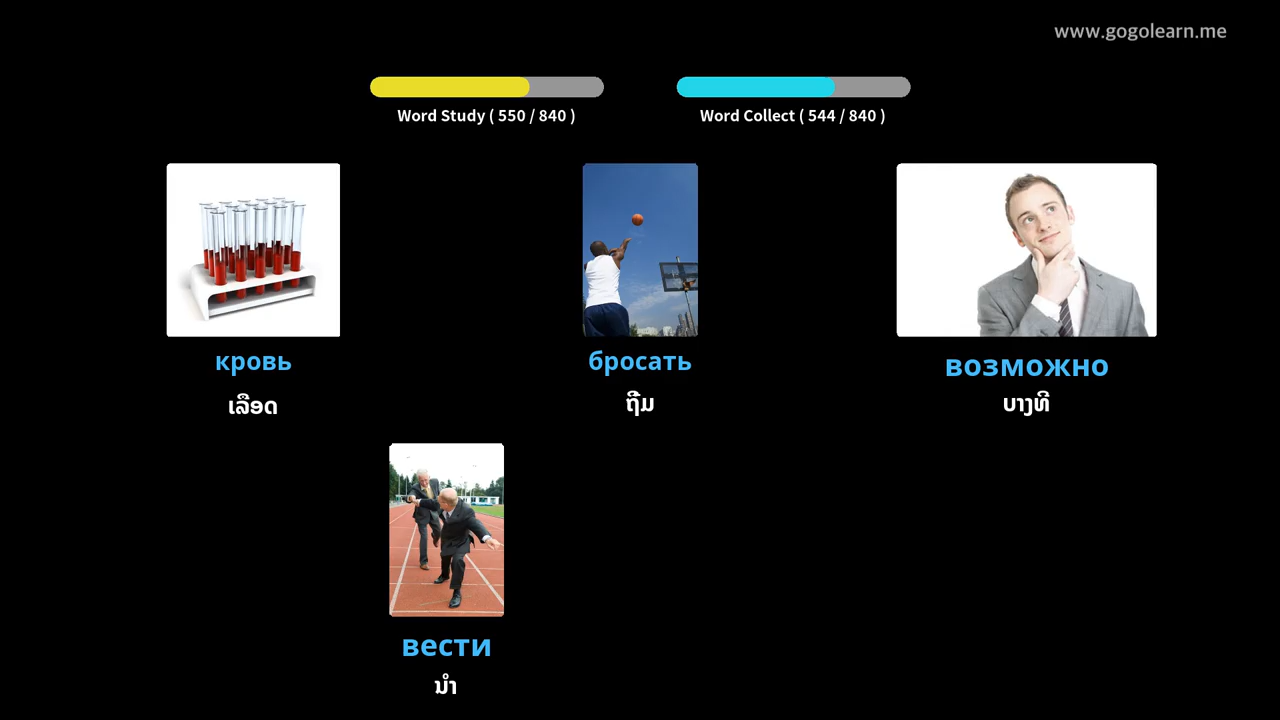 www.gogolearn.me
Word Study ( 550 / 840 )
Word Collect ( 544 / 840 )
кровь
бросать
возможно
ເລືອດ
ຖິ້ມ
ບາງທີ
вести
ນໍາ